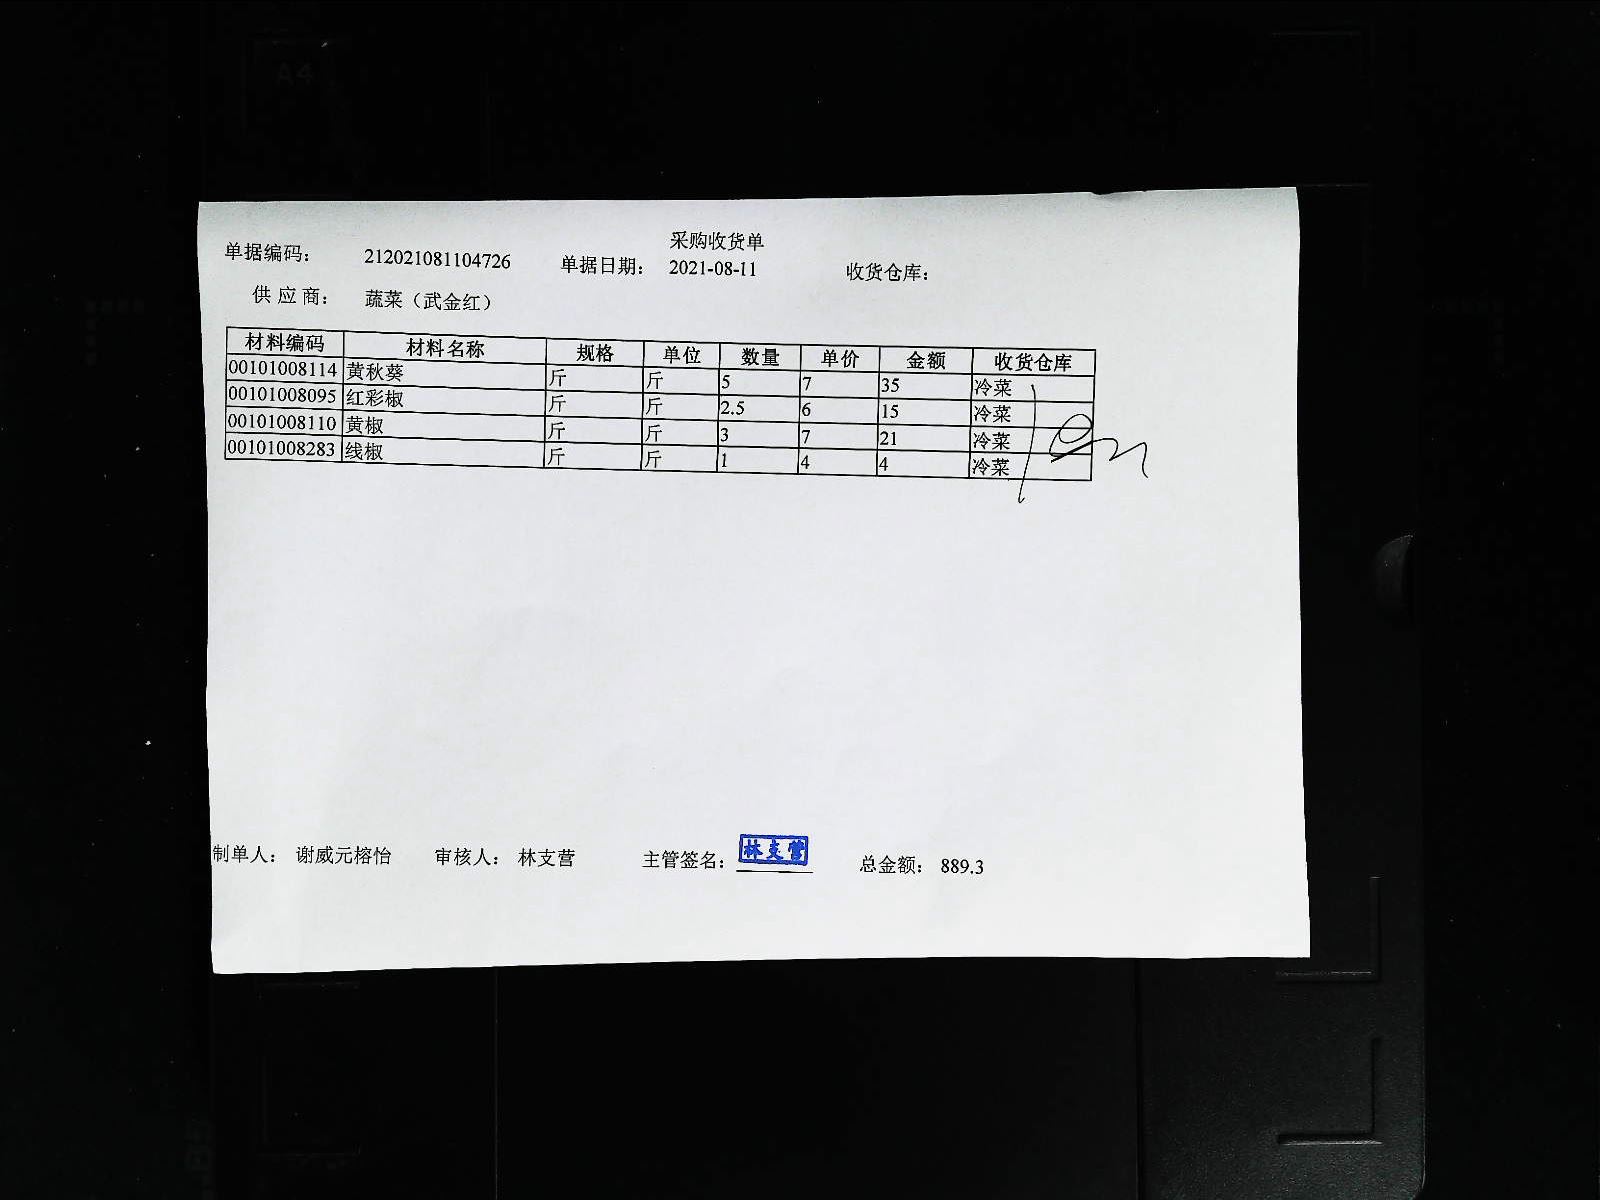 采购收货单
单据编码： 212021081104726 单据日期： 2021-08-11 收货仓库：
供应商： 蔬菜（武金红）
材料编码 材料名称 规格 单位 数量 单价 金额 收货仓库
00101008114 黄秋葵 斤 斤 5 7 35 冷菜
00101008095 红彩椒 斤 斤 2.5 6 15 冷菜
00101008110 黄椒 斤 斤 3 7 21 冷菜
00101008283 线椒 斤 斤 1 4 4 冷菜
制单人： 谢威元榕怡 审核人： 林支营 主管签名： 林支营 总金额： 889.3
A4